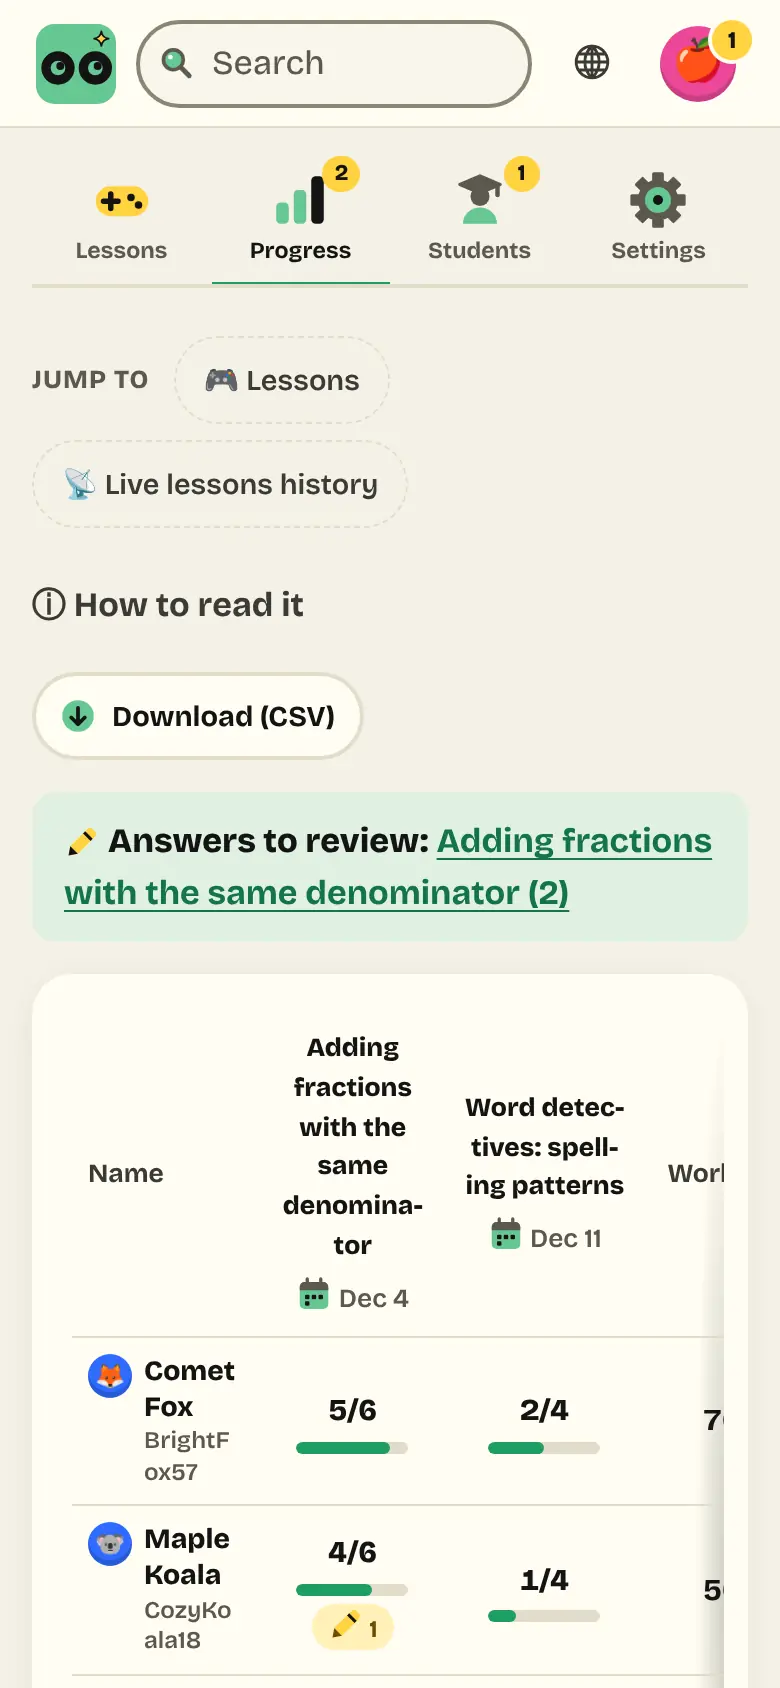 Search
1
Lessons
2
Progress
1
Students
Settings
JUMP TO
Lessons
Live lessons history
How to read it
Download (CSV)
Answers to review: Adding fractions
with the same denominator (2)
Name
Adding
fractions
with the
same
denomina-
tor
Dec 4
Word detec-
tives: spell-
ing patterns
Dec 11
Comet
Fox
BrightF
ox57
5/6
2/4
Maple
Koala
CozyKo
ala18
4/6
1
1/4